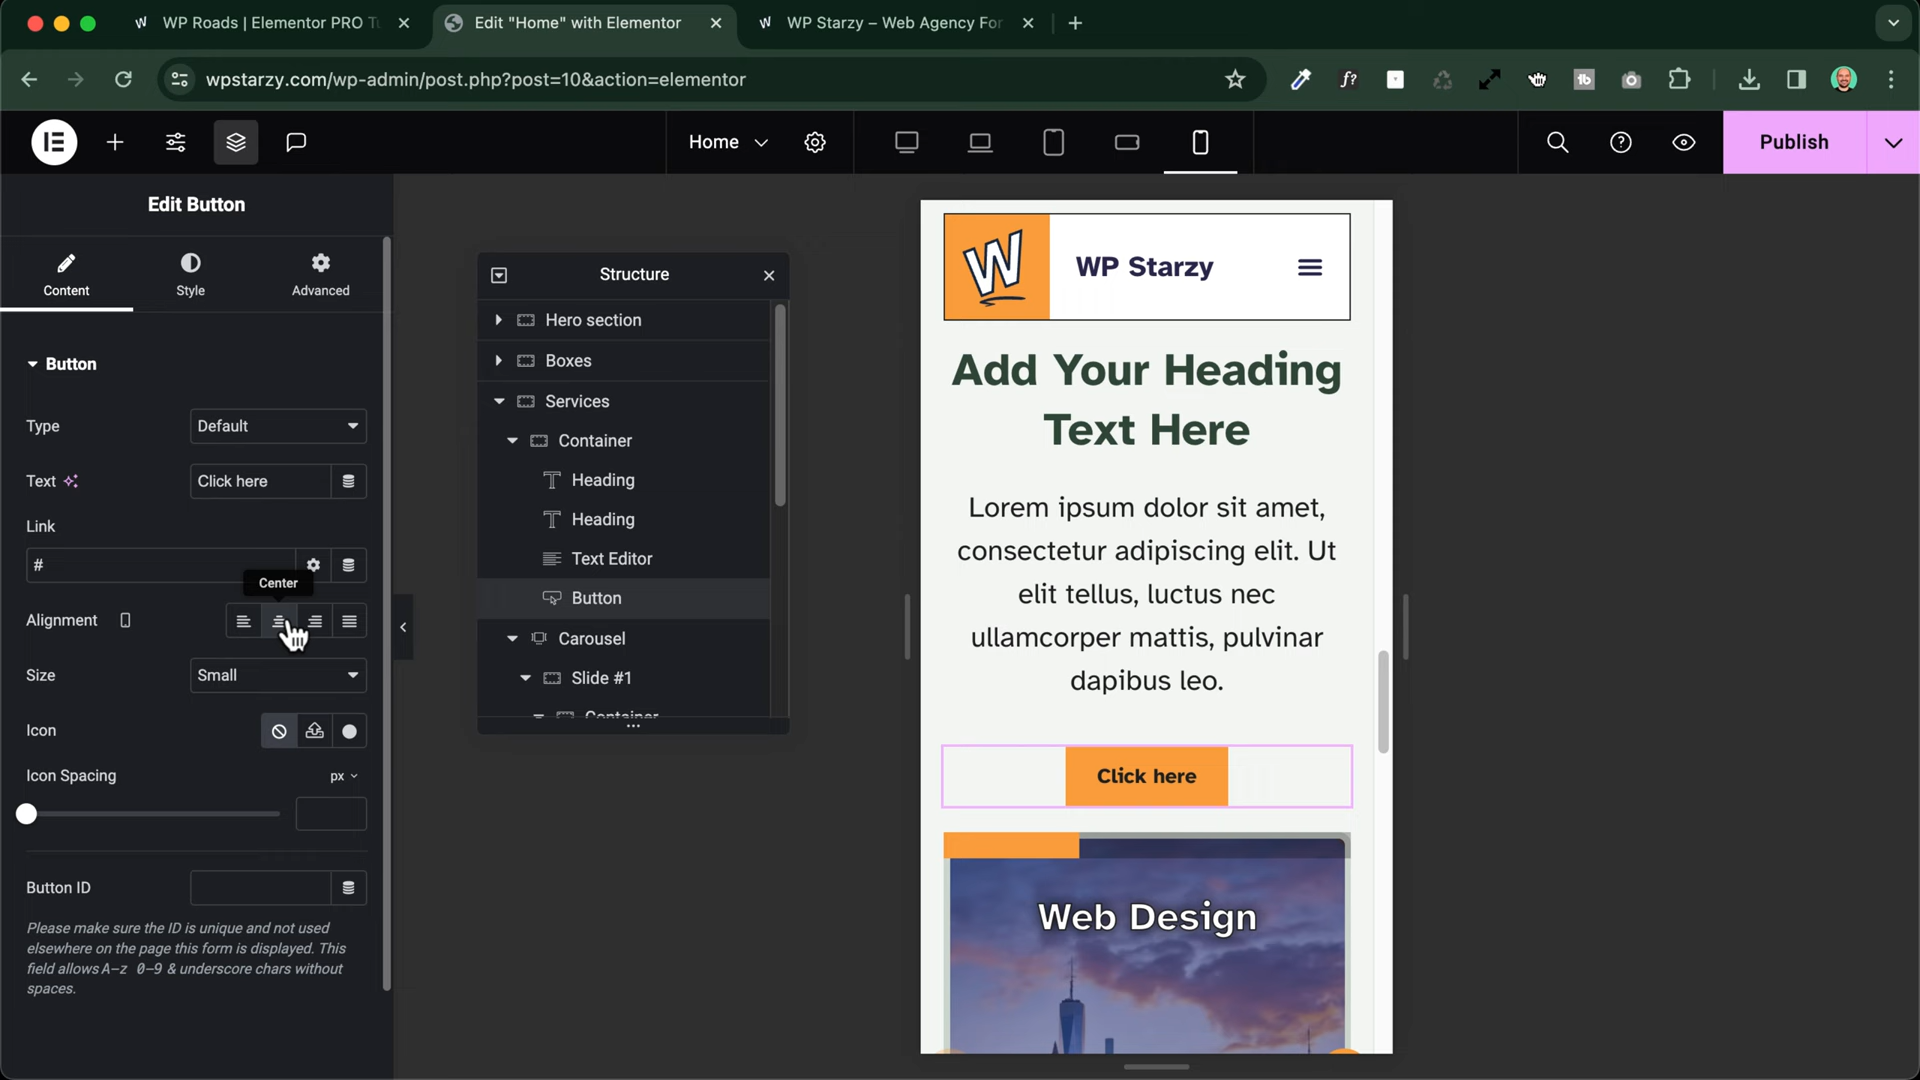 WP Roads | Elementor PRO Tu
Edit "Home" with Elementor
WP Starzy – Web Agency For
wpstarzy.com/wp-admin/post.php?post=10&action=elementor
Home
Publish
Edit Button
Content
Style
Advanced
Button
Type
Default
Text
Click here
Link
#
Center
Alignment
Size
Small
Icon
Icon Spacing
px
Button ID
Please make sure the ID is unique and not used
elsewhere on the page this form is displayed. This
field allows A-z 0-9 & underscore chars without
spaces.
Structure
Hero section
Boxes
Services
Container
Heading
Heading
Text Editor
Button
Carousel
Slide #1
Container
WP Starzy
Add Your Heading
Text Here
Lorem ipsum dolor sit amet,
consectetur adipiscing elit. Ut
elit tellus, luctus nec
ullamcorper mattis, pulvinar
dapibus leo.
Click here
Web Design